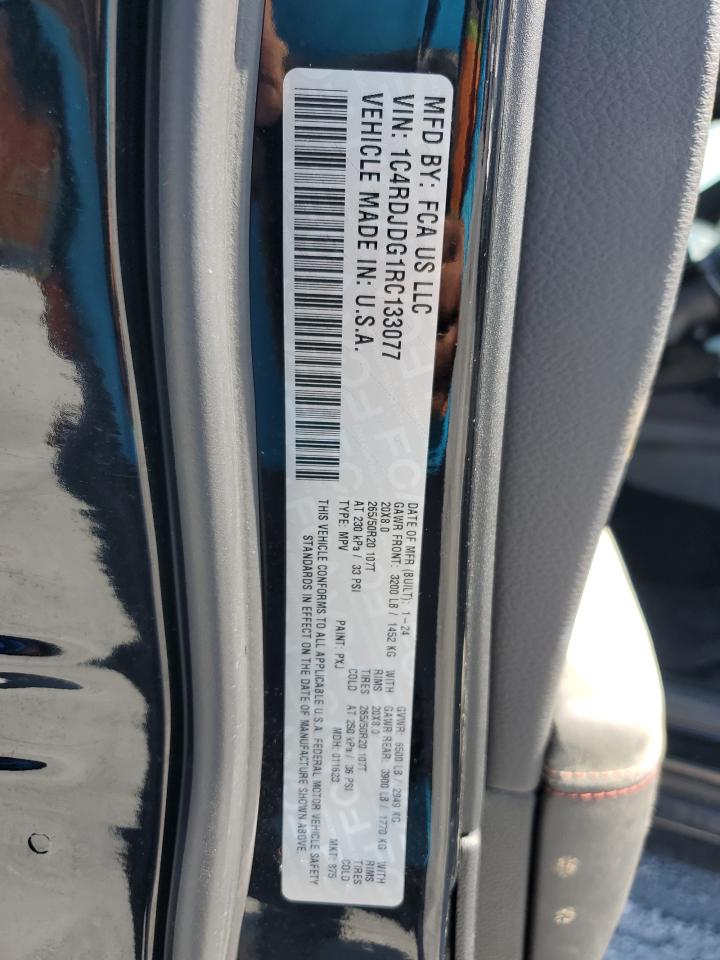 MFD BY: FCA US LLC
VIN: 1C4RDJDG1RC133077
VEHICLE MADE IN: U.S.A.
DATE OF MFR (BUILT): 1-24 GVWR: 6500 LB / 2949 KG
GAWR FRONT: 3200 LB / 1452 KG WITH GAWR REAR: 3900 LB / 1770 KG WITH
20X8.0 RIMS 20X8.0 RIMS
265/50R20 107T TIRES 265/50R20 107T TIRES
AT 230 kPa / 33 PSI COLD AT 250 kPa / 36 PSI COLD
TYPE: MPV PAINT: PXJ MDH: 011623 MKT: 975
THIS VEHICLE CONFORMS TO ALL APPLICABLE U.S.A. FEDERAL MOTOR VEHICLE SAFETY
STANDARDS IN EFFECT ON THE DATE OF MANUFACTURE SHOWN ABOVE.